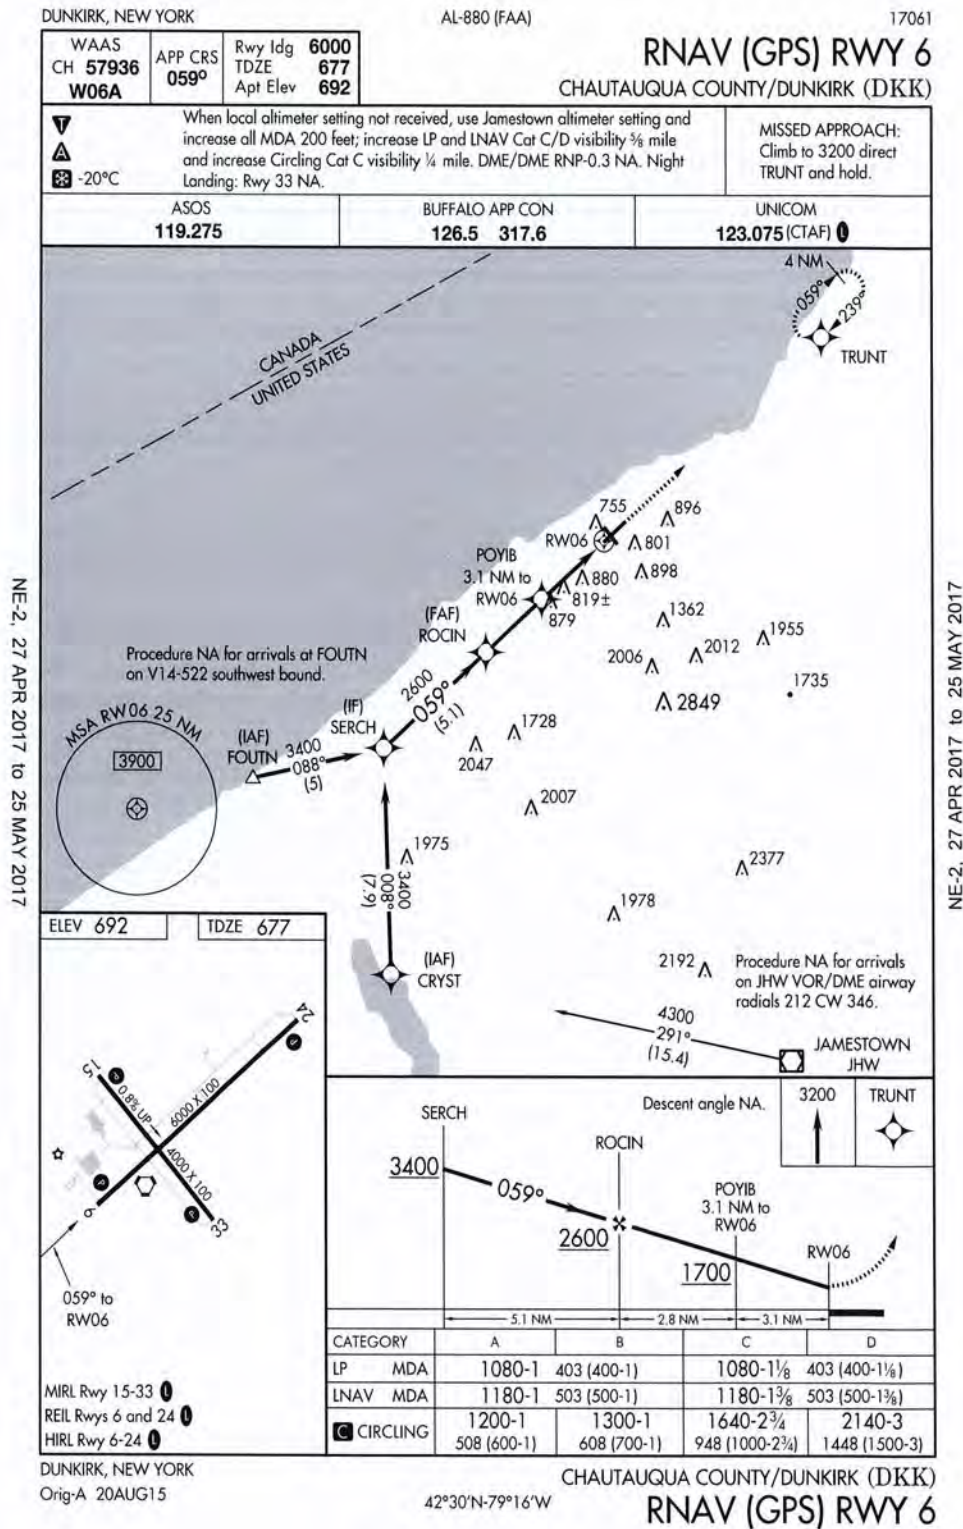 DUNKIRK, NEW YORK
AL-880 (FAA)
17061
WAAS
CH 57936
W06A
APP CRS
059°
Rwy Idg 6000
TDZE 677
Apt Elev 692
RNAV (GPS) RWY 6
CHAUTAUQUA COUNTY/DUNKIRK (DKK)
T
A
-20°C
When local altimeter setting not received, use Jamestown altimeter setting and
increase all MDA 200 feet; increase LP and LNAV Cat C/D visibility ⅝ mile
and increase Circling Cat C visibility ¼ mile. DME/DME RNP-0.3 NA. Night
Landing: Rwy 33 NA.
MISSED APPROACH:
Climb to 3200 direct
TRUNT and hold.
ASOS
119.275
BUFFALO APP CON
126.5 317.6
UNICOM
123.075 (CTAF) L
4 NM
059°
239°
TRUNT
CANADA
UNITED STATES
755
896
RW06
801
POYIB
3.1 NM to
RW06
880
898
819±
879
(FAF)
ROCIN
1362
1955
2012
2006
1735
2849
Procedure NA for arrivals at FOUTN
on V14-522 southwest bound.
2600
059°
(5.1)
MSA RW06 25 NM
3900
(IF)
SERCH
(IAF)
FOUTN
3400
088°
(5)
1728
2047
2007
1975
3400
008°
(7.9)
2377
1978
(IAF)
CRYST
2192
Procedure NA for arrivals
on JHW VOR/DME airway
radials 212 CW 346.
4300
291°
(15.4)
JAMESTOWN
JHW
NE-2, 27 APR 2017 to 25 MAY 2017
NE-2, 27 APR 2017 to 25 MAY 2017
ELEV 692
TDZE 677
24
15
P
P
0.8% UP
6000 X 100
4000 X 100
P
P
6
33
059° to
RW06
MIRL Rwy 15-33 L
REIL Rwys 6 and 24 L
HIRL Rwy 6-24 L
SERCH
Descent angle NA.
3200
TRUNT
ROCIN
3400
059°
POYIB
3.1 NM to
RW06
2600
RW06
1700
5.1 NM
2.8 NM
3.1 NM
CATEGORY A B C D
LP MDA 1080-1 403 (400-1) 1080-1⅛ 403 (400-1⅛)
LNAV MDA 1180-1 503 (500-1) 1180-1⅜ 503 (500-1⅜)
C CIRCLING
1200-1
508 (600-1)
1300-1
608 (700-1)
1640-2¾
948 (1000-2¾)
2140-3
1448 (1500-3)
DUNKIRK, NEW YORK
Orig-A 20AUG15
42°30'N-79°16'W
CHAUTAUQUA COUNTY/DUNKIRK (DKK)
RNAV (GPS) RWY 6